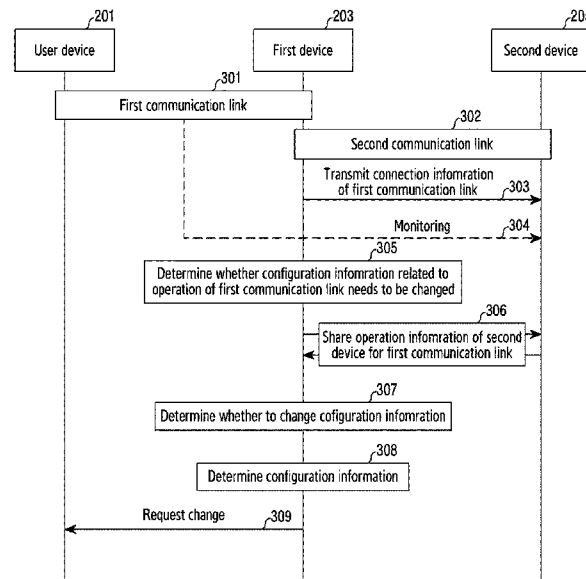 201
203
20
User device
First device
Second device
301
First communication link
302
Second communication link
Transmit connection infomration
of first communication link
303
Monitoring
304
305
Determine whether configuration infomration related to
operation of first communication link needs to be changed
306
Share operation infomration of second
device for first communication link
307
Determine whether to change cofiguration infomration
308
Determine configuration information
Request change
309